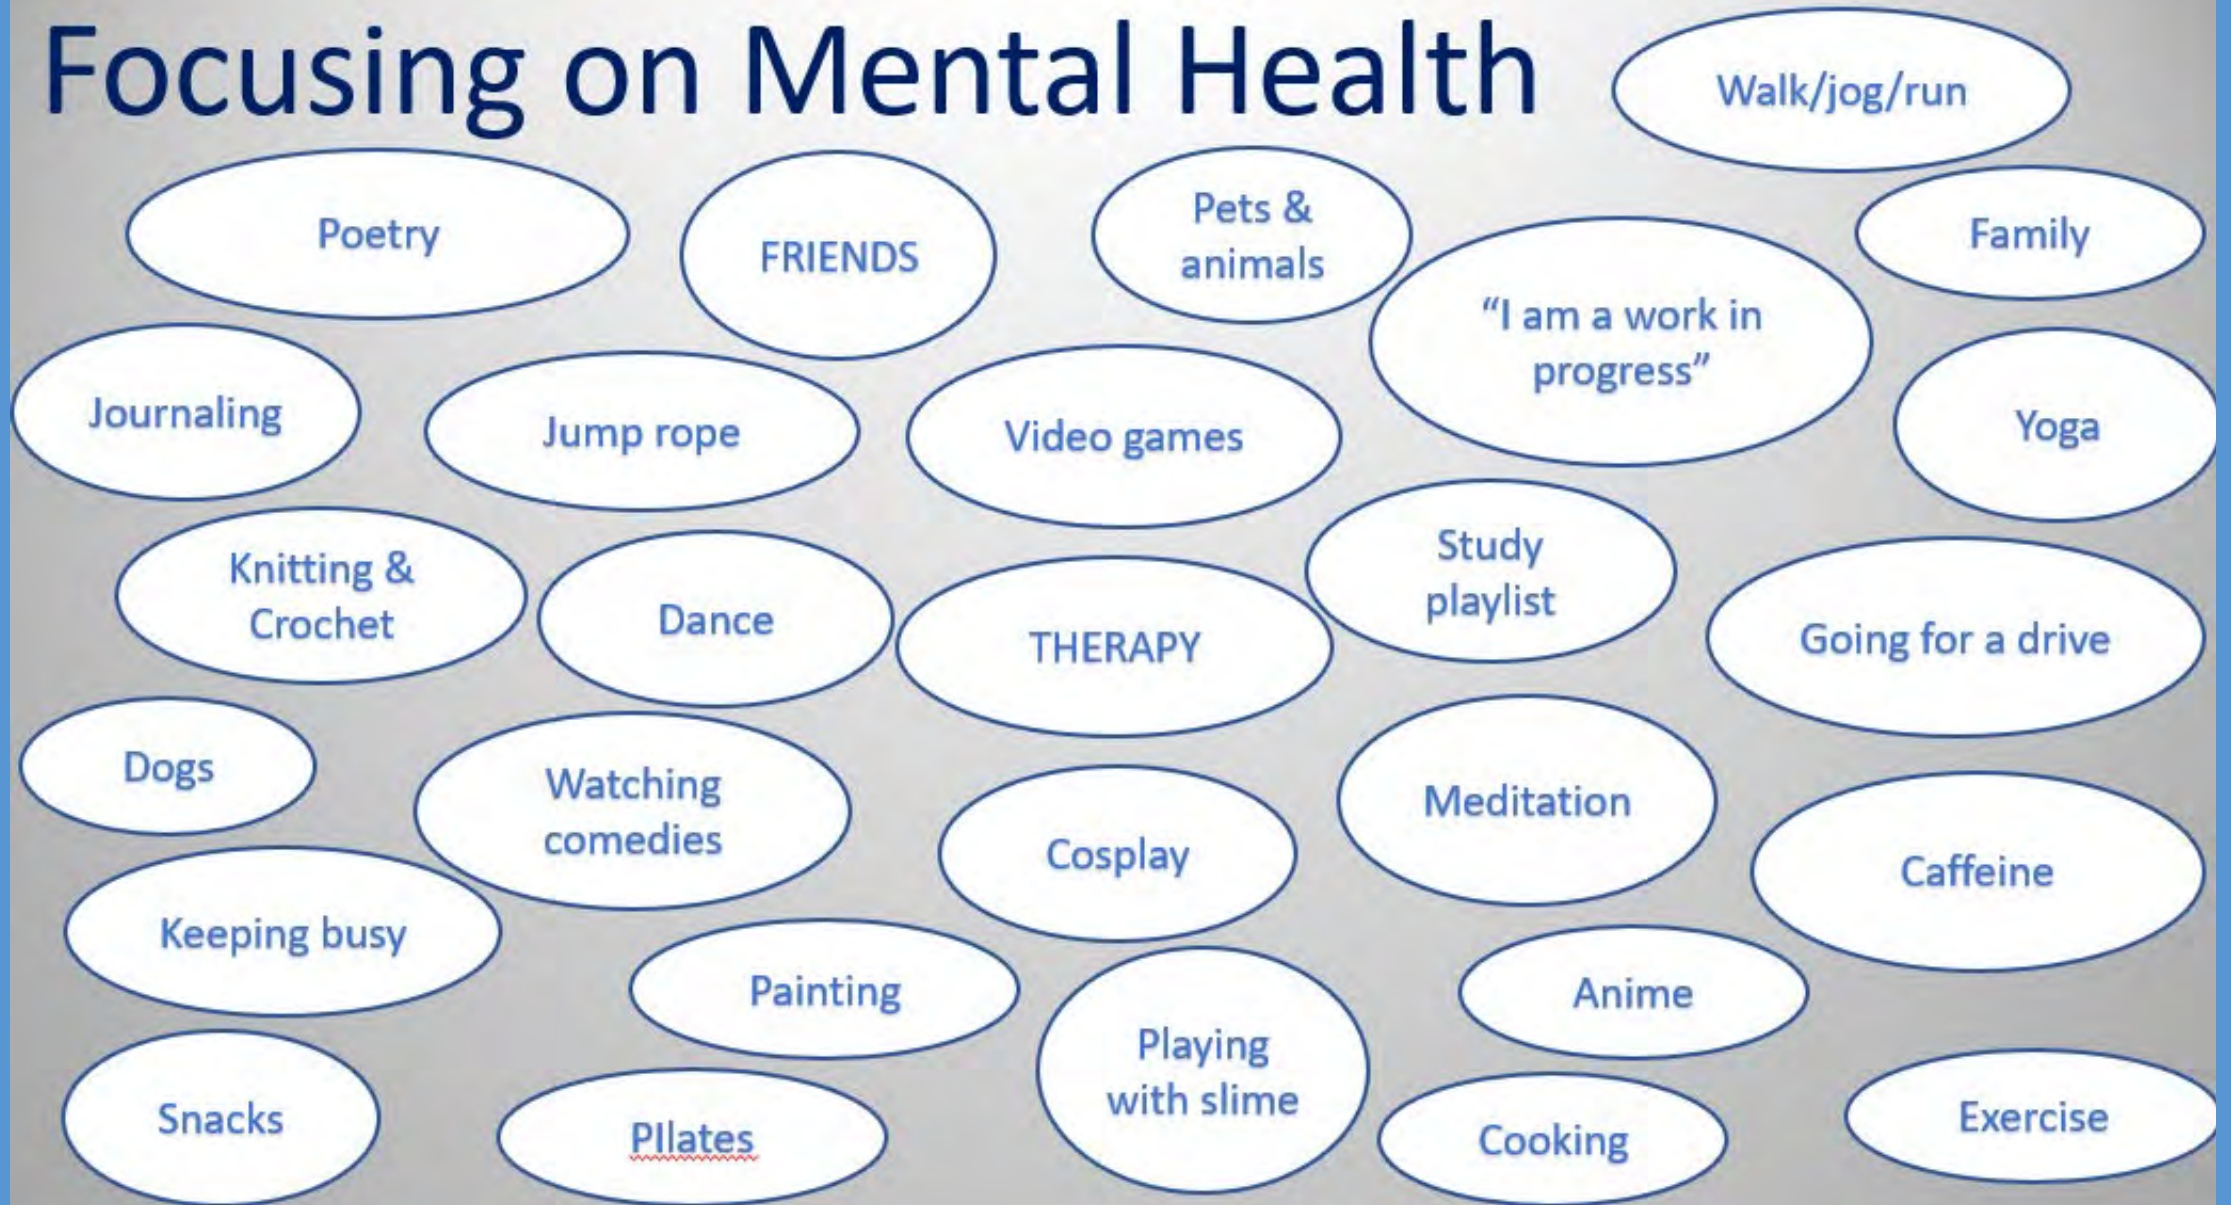 Focusing on Mental Health
Walk/jog/run
Poetry
FRIENDS
Pets &
animals
Family
“I am a work in
progress”
Journaling
Jump rope
Video games
Yoga
Knitting &
Crochet
Dance
THERAPY
Study
playlist
Going for a drive
Dogs
Watching
comedies
Cosplay
Meditation
Caffeine
Keeping busy
Painting
Playing
with slime
Anime
Snacks
PIlates
Cooking
Exercise